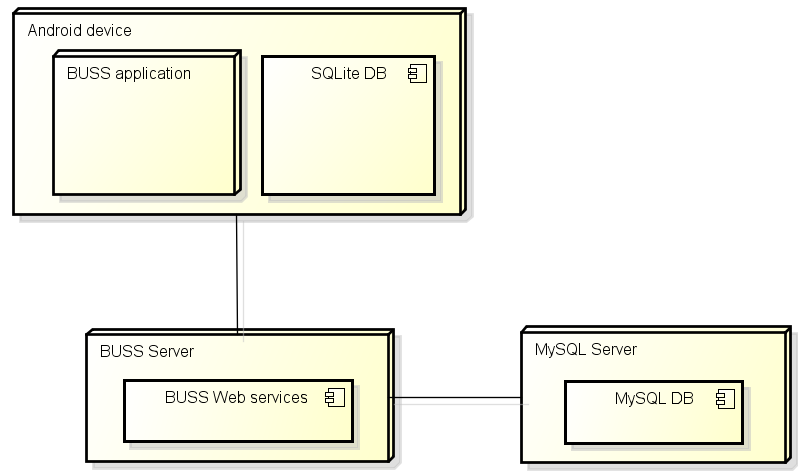 Android device
BUSS application
SQLite DB
BUSS Server
BUSS Web services
MySQL Server
MySQL DB